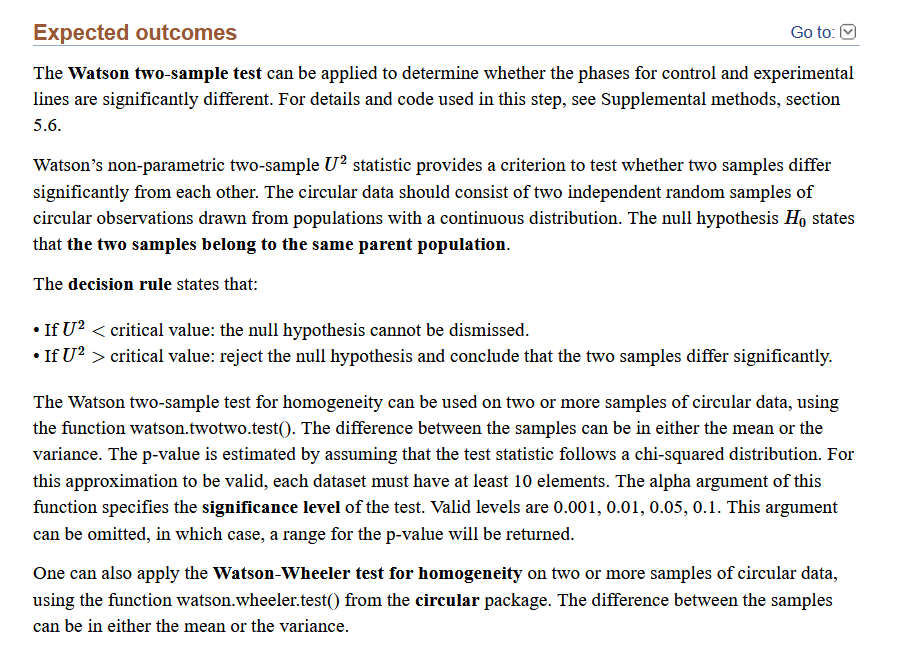 Expected outcomes
Go to:
The Watson two-sample test can be applied to determine whether the phases for control and experimental
lines are significantly different. For details and code used in this step, see Supplemental methods, section
5.6.
Watson's non-parametric two-sample U² statistic provides a criterion to test whether two samples differ
significantly from each other. The circular data should consist of two independent random samples of
circular observations drawn from populations with a continuous distribution. The null hypothesis H₀ states
that the two samples belong to the same parent population.
The decision rule states that:
• If U² < critical value: the null hypothesis cannot be dismissed.
• If U² > critical value: reject the null hypothesis and conclude that the two samples differ significantly.
The Watson two-sample test for homogeneity can be used on two or more samples of circular data, using
the function watson.twotwo.test(). The difference between the samples can be in either the mean or the
variance. The p-value is estimated by assuming that the test statistic follows a chi-squared distribution. For
this approximation to be valid, each dataset must have at least 10 elements. The alpha argument of this
function specifies the significance level of the test. Valid levels are 0.001, 0.01, 0.05, 0.1. This argument
can be omitted, in which case, a range for the p-value will be returned.
One can also apply the Watson-Wheeler test for homogeneity on two or more samples of circular data,
using the function watson.wheeler.test() from the circular package. The difference between the samples
can be in either the mean or the variance.